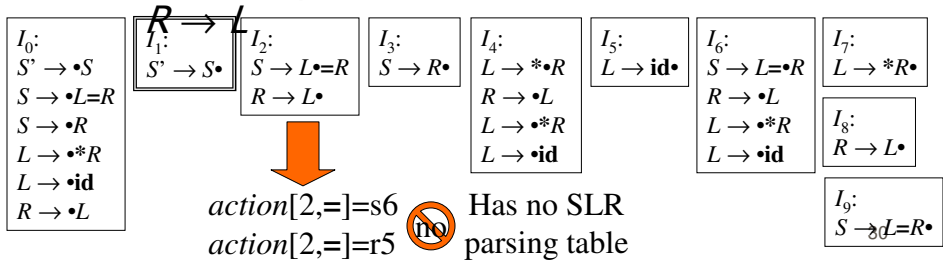 R → L
I0:
S’ → •S
S → •L=R
S → •R
L → •*R
L → •id
R → •L
I1:
S’ → S•
I2:
S → L•=R
R → L•
I3:
S → R•
I4:
L → *•R
R → •L
L → •*R
L → •id
I5:
L → id•
I6:
S → L=•R
R → •L
L → •*R
L → •id
I7:
L → *R•
I8:
R → L•
I9:
S → L=R•
80
action[2,=]=s6
action[2,=]=r5
no
Has no SLR
parsing table